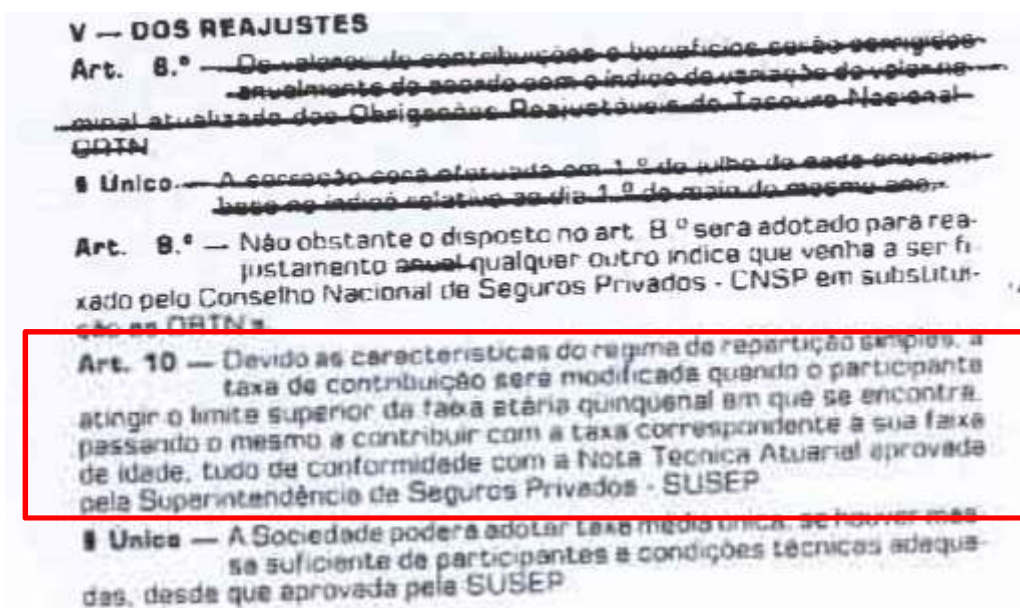 V — DOS REAJUSTES
Art. 8.º — Os valores de contribuições e benefícios serão corrigidos
anualmente de acordo com o índice de variação do valor no-
minal atualizado das Obrigações Reajustáveis do Tesouro Nacional
ORTN
§ Único. — A correção será efetuada em 1.º de julho de cada ano com
base no índice relativo ao dia 1.º de maio do mesmo ano.
Art. 9.º — Não obstante o disposto no art. 8.º será adotado para rea-
justamento anual qualquer outro índice que venha a ser fi-
xado pelo Conselho Nacional de Seguros Privados - CNSP em substitui-
ção as ORTN's.
Art. 10 — Devido as características do regime de repartição simples, a
taxa de contribuição será modificada quando o participante
atingir o limite superior da faixa etária quinquenal em que se encontra,
passando o mesmo a contribuir com a taxa correspondente à sua faixa
de idade, tudo de conformidade com a Nota Técnica Atuarial aprovada
pela Superintendência de Seguros Privados - SUSEP
§ Único — A Sociedade poderá adotar taxa média única, se houver mas-
sa suficiente de participantes e condições técnicas adequa-
das, desde que aprovada pela SUSEP